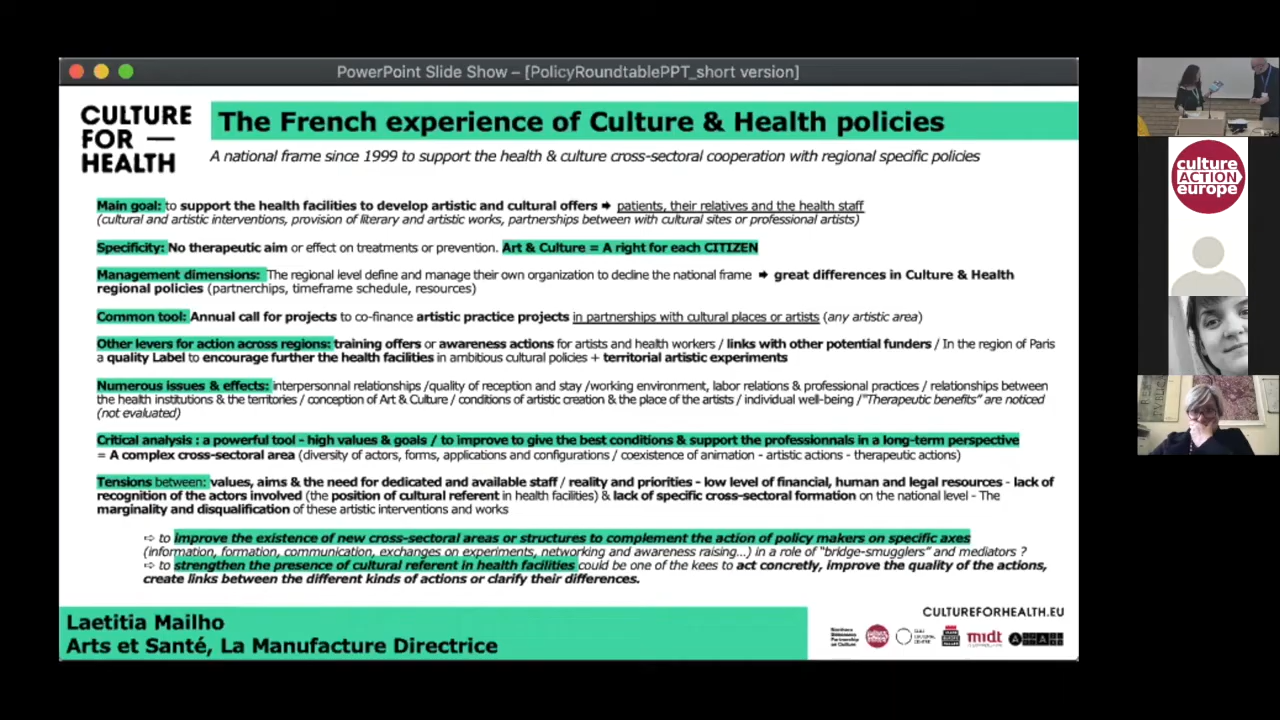 PowerPoint Slide Show – [PolicyRoundtablePPT_short version]
CULTURE
FOR —
HEALTH
The French experience of Culture & Health policies
A national frame since 1999 to support the health & culture cross-sectoral cooperation with regional specific policies
Main goal: to support the health facilities to develop artistic and cultural offers ➡ patients, their relatives and the health staff
(cultural and artistic interventions, provision of literary and artistic works, partnerships between with cultural sites or professional artists)
Specificity: No therapeutic aim or effect on treatments or prevention. Art & Culture = A right for each CITIZEN
Management dimensions: The regional level define and manage their own organization to decline the national frame ➡ great differences in Culture & Health
regional policies (partnerchips, timeframe schedule, resources)
Common tool: Annual call for projects to co-finance artistic practice projects in partnerships with cultural places or artists (any artistic area)
Other levers for action across regions: training offers or awareness actions for artists and health workers / links with other potential funders / In the region of Paris
a quality Label to encourage further the health facilities in ambitious cultural policies + territorial artistic experiments
Numerous issues & effects: interpersonnal relationships /quality of reception and stay /working environment, labor relations & professional practices / relationships between
the health institutions & the territories / conception of Art & Culture / conditions of artistic creation & the place of the artists / individual well-being /"Therapeutic benefits" are noticed
(not evaluated)
Critical analysis : a powerful tool - high values & goals / to improve to give the best conditions & support the professionnals in a long-term perspective
= A complex cross-sectoral area (diversity of actors, forms, applications and configurations / coexistence of animation - artistic actions - therapeutic actions)
Tensions between: values, aims & the need for dedicated and available staff / reality and priorities - low level of financial, human and legal resources - lack of
recognition of the actors involved (the position of cultural referent in health facilities) & lack of specific cross-sectoral formation on the national level - The
marginality and disqualification of these artistic interventions and works
⇨ to improve the existence of new cross-sectoral areas or structures to complement the action of policy makers on specific axes
(information, formation, communication, exchanges on experiments, networking and awareness raising...) in a role of "bridge-smugglers" and mediators ?
⇨ to strengthen the presence of cultural referent in health facilities could be one of the kees to act concretly, improve the quality of the actions,
create links between the different kinds of actions or clarify their differences.
Laetitia Mailho
Arts et Santé, La Manufacture Directrice
CULTUREFORHEALTH.EU
Northern
Dimension
Partnership
on Culture
midt
culture
ACTION
europe